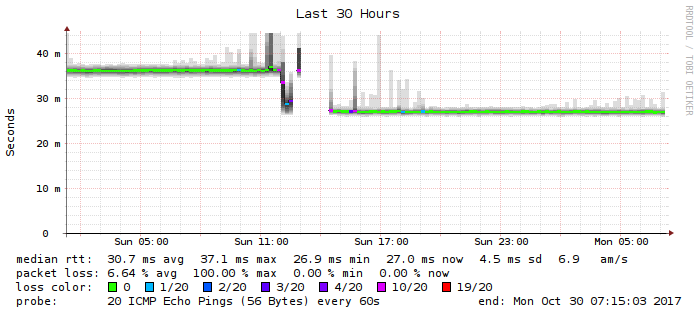 Last 30 Hours
RRDTOOL / TOBI OETIKER
Seconds
40 m
30 m
20 m
10 m
0
Sun 05:00 Sun 11:00 Sun 17:00 Sun 23:00 Mon 05:00
median rtt: 30.7 ms avg 37.1 ms max 26.9 ms min 27.0 ms now 4.5 ms sd 6.9 am/s
packet loss: 6.64 % avg 100.00 % max 0.00 % min 0.00 % now
loss color: 0 1/20 2/20 3/20 4/20 10/20 19/20
probe: 20 ICMP Echo Pings (56 Bytes) every 60s end: Mon Oct 30 07:15:03 2017